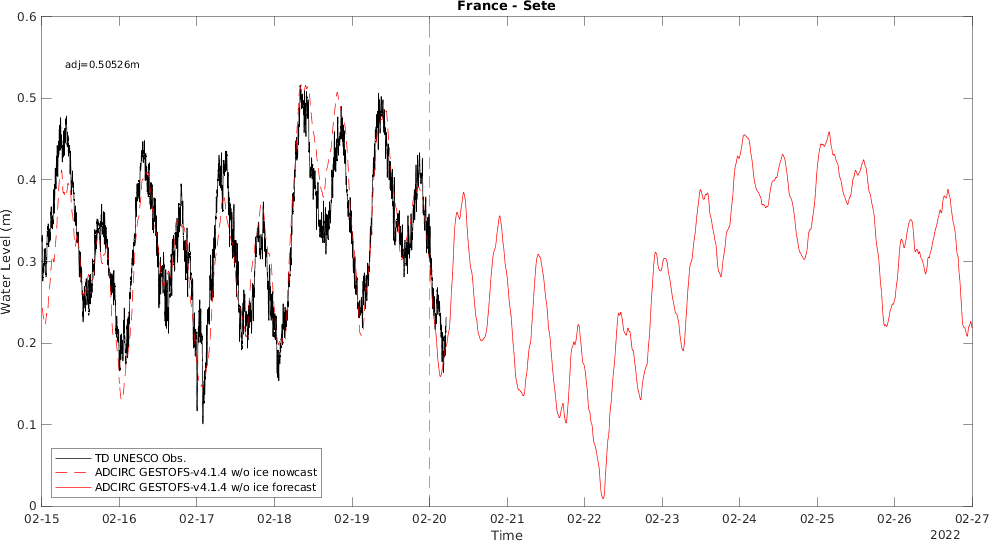 France - Sete
0.6
adj=0.50526m
0.5
0.4
0.3
0.2
0.1
0
Water Level (m)
TD UNESCO Obs.
ADCIRC GESTOFS-v4.1.4 w/o ice nowcast
ADCIRC GESTOFS-v4.1.4 w/o ice forecast
02-15 02-16 02-17 02-18 02-19 02-20 02-21 02-22 02-23 02-24 02-25 02-26 02-27
Time
2022